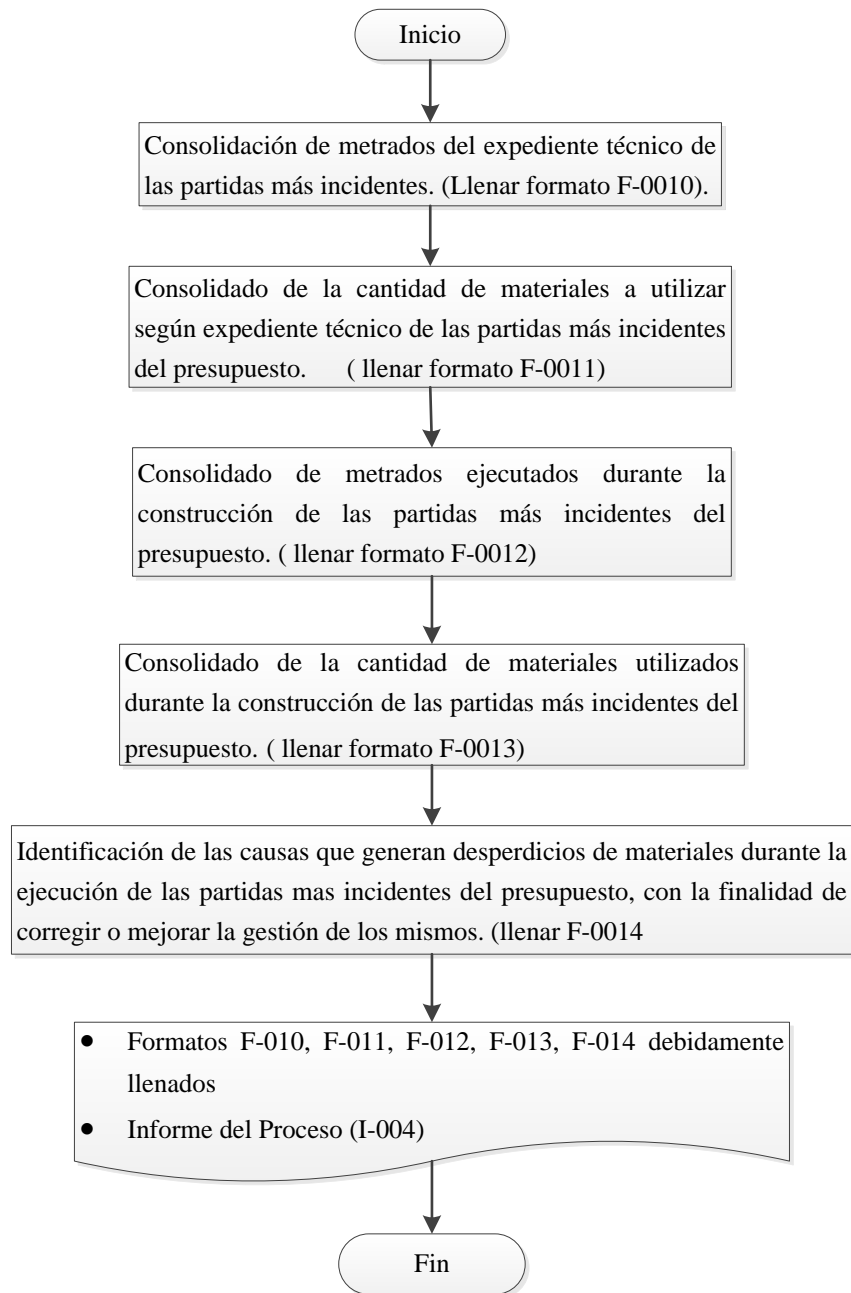 Inicio
Consolidación de metrados del expediente técnico de
las partidas más incidentes. (Llenar formato F-0010).
Consolidado de la cantidad de materiales a utilizar
según expediente técnico de las partidas más incidentes
del presupuesto. ( llenar formato F-0011)
Consolidado de metrados ejecutados durante la
construcción de las partidas más incidentes del
presupuesto. ( llenar formato F-0012)
Consolidado de la cantidad de materiales utilizados
durante la construcción de las partidas más incidentes del
presupuesto. ( llenar formato F-0013)
Identificación de las causas que generan desperdicios de materiales durante la
ejecución de las partidas mas incidentes del presupuesto, con la finalidad de
corregir o mejorar la gestión de los mismos. (llenar F-0014
• Formatos F-010, F-011, F-012, F-013, F-014 debidamente
llenados
• Informe del Proceso (I-004)
Fin